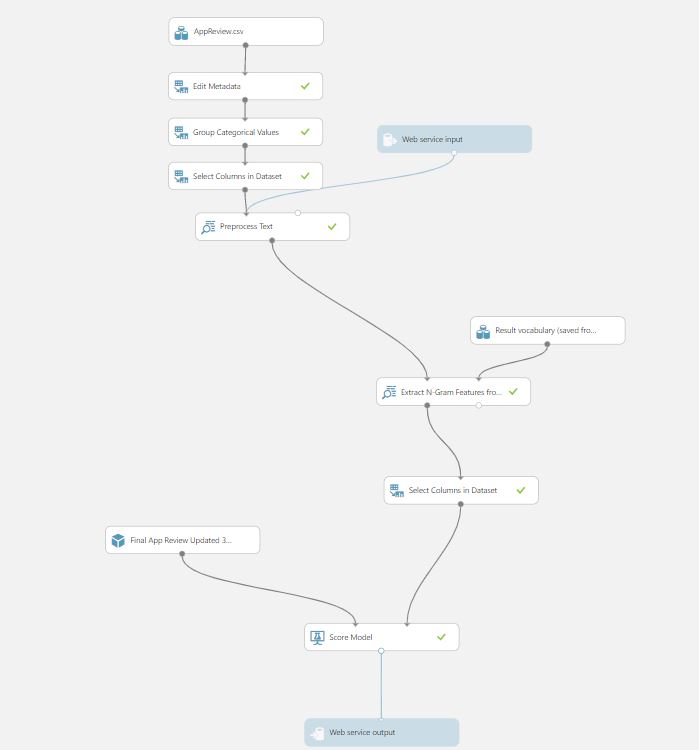 AppReview.csv
Edit Metadata
Group Categorical Values
Web service input
Select Columns in Dataset
Preprocess Text
Result vocabulary (saved fro...
Extract N-Gram Features fro...
Select Columns in Dataset
Final App Review Updated 3...
Score Model
Web service output